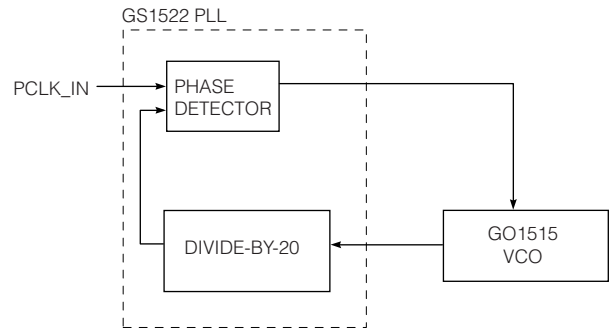 GS1522 PLL
PCLK_IN
PHASE
DETECTOR
DIVIDE-BY-20
GO1515
VCO